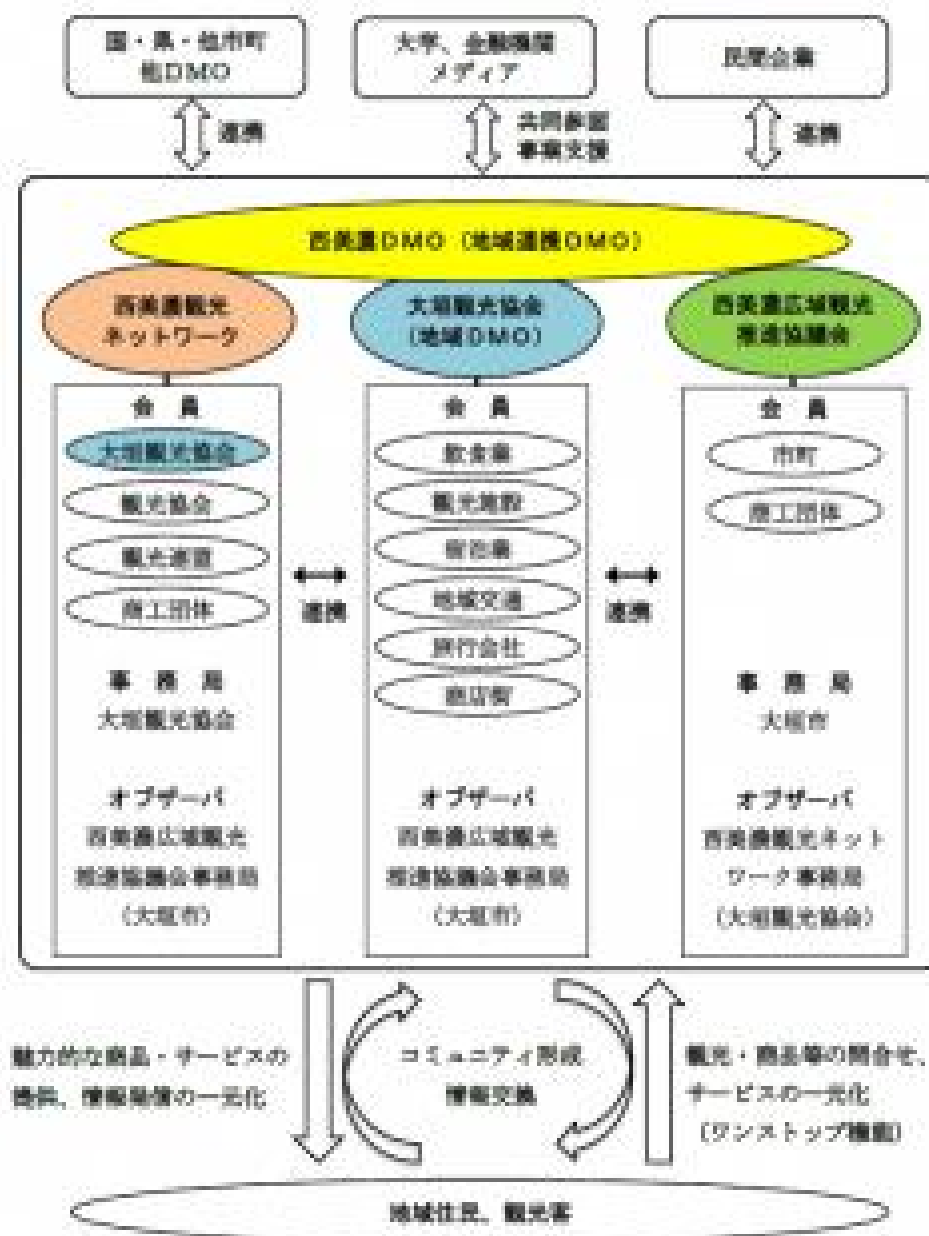 国・県・他市町
他DMO
大学、金融機関
メディア
民間企業
連携
共同参画
事業支援
連携
西美濃DMO（地域連携DMO）
西美濃観光
ネットワーク
大垣観光協会
（地域DMO）
西美濃広域観光
推進協議会
会　員
大垣観光協会
観光協会
観光連盟
商工団体
事　務　局
大垣観光協会
オブザーバ
西美濃広域観光
推進協議会事務局
（大垣市）
連携
会　員
飲食業
観光施設
宿泊業
地域交通
旅行会社
商店街
オブザーバ
西美濃広域観光
推進協議会事務局
（大垣市）
連携
会　員
市町
商工団体
事　務　局
大垣市
オブザーバ
西美濃観光ネット
ワーク事務局
（大垣観光協会）
魅力的な商品・サービスの
提供、情報発信の一元化
コミュニティ形成
情報交換
観光・商品等の問合せ、
サービスの一元化
（ワンストップ機能）
地域住民、観光客